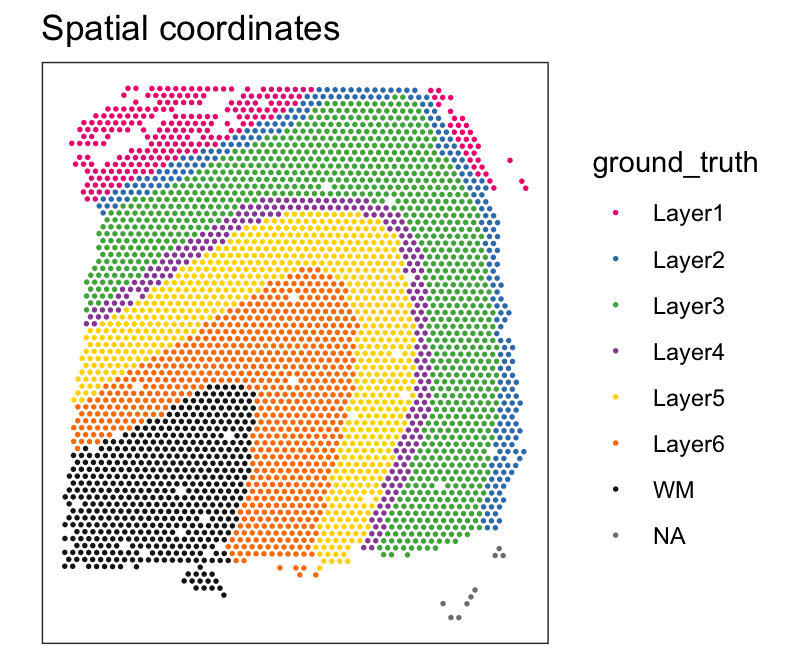 Spatial coordinates
ground_truth
Layer1
Layer2
Layer3
Layer4
Layer5
Layer6
WM
NA